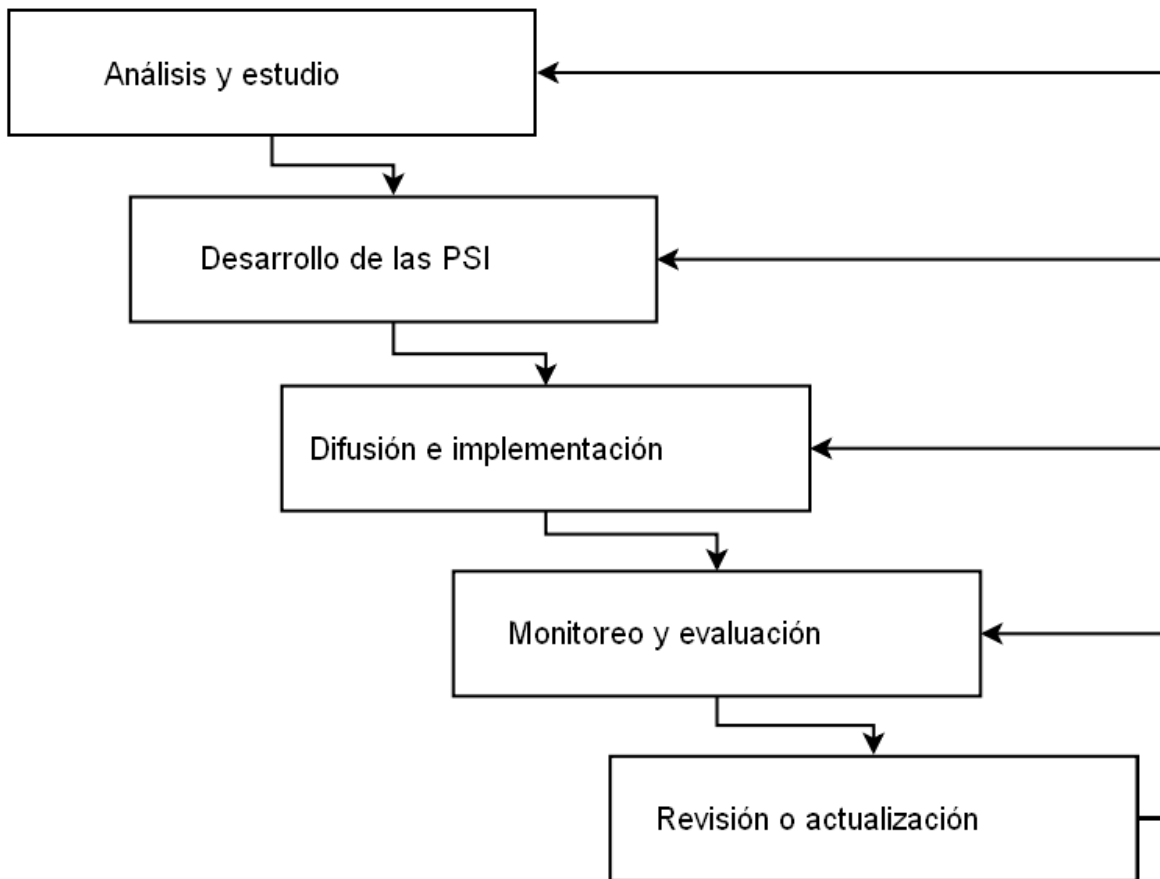 Análisis y estudio
Desarrollo de las PSI
Difusión e implementación
Monitoreo y evaluación
Revisión o actualización